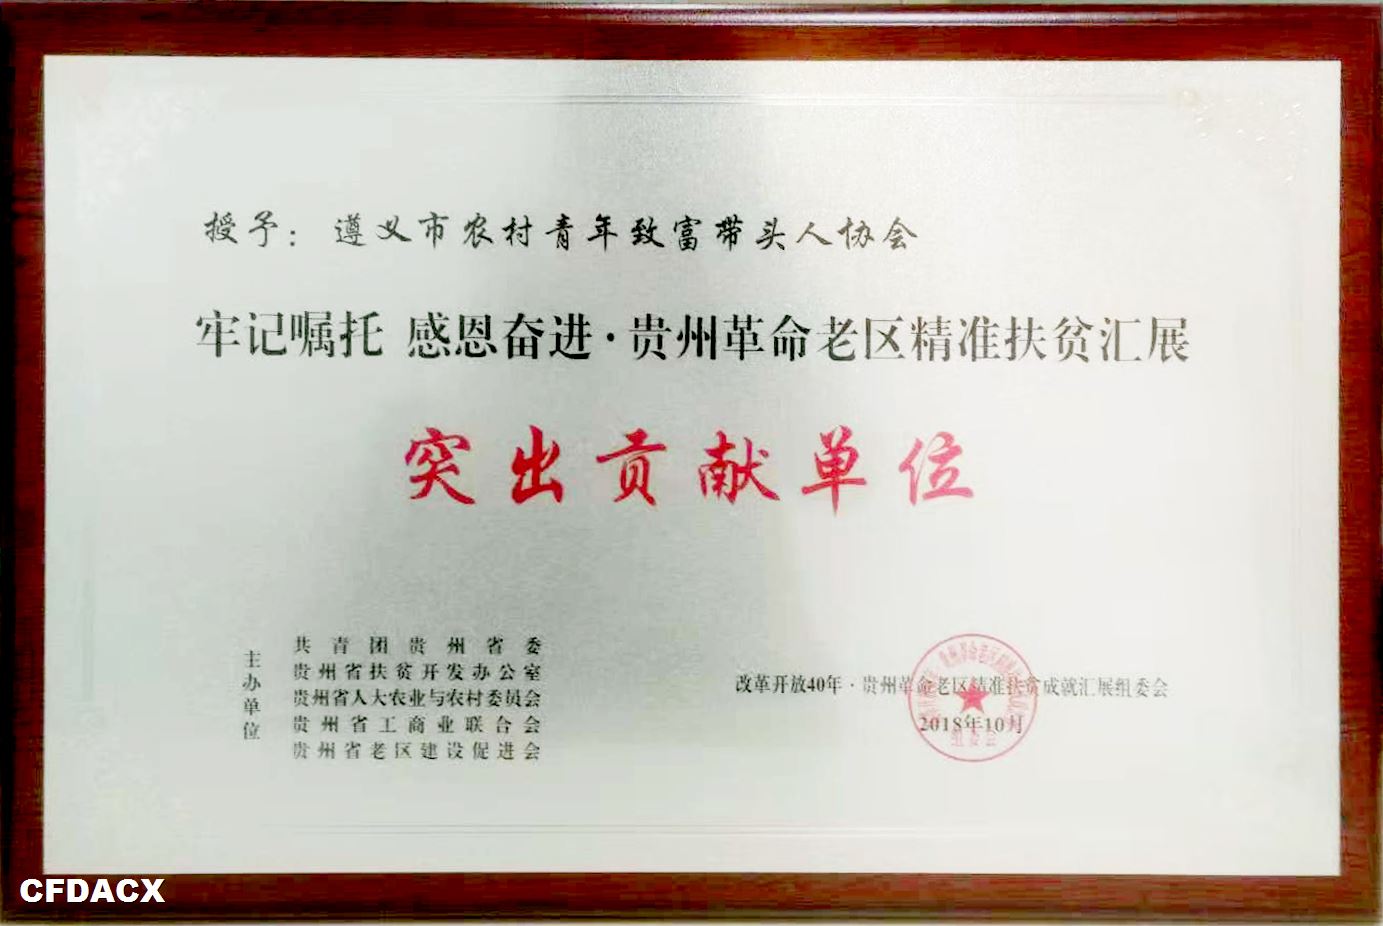 授予：遵义市农村青年致富带头人协会
牢记嘱托 感恩奋进·贵州革命老区精准扶贫汇展
突出贡献单位
主办单位
共青团贵州省委
贵州省扶贫开发办公室
贵州省人大农业与农村委员会
贵州省工商业联合会
贵州省老区建设促进会
改革开放40年·贵州革命老区精准扶贫成就汇展组委会
2018年10月
组委会
CFDACX